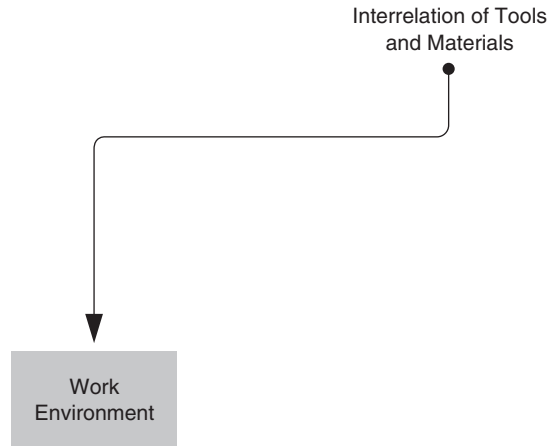 Interrelation of Tools
and Materials
Work
Environment